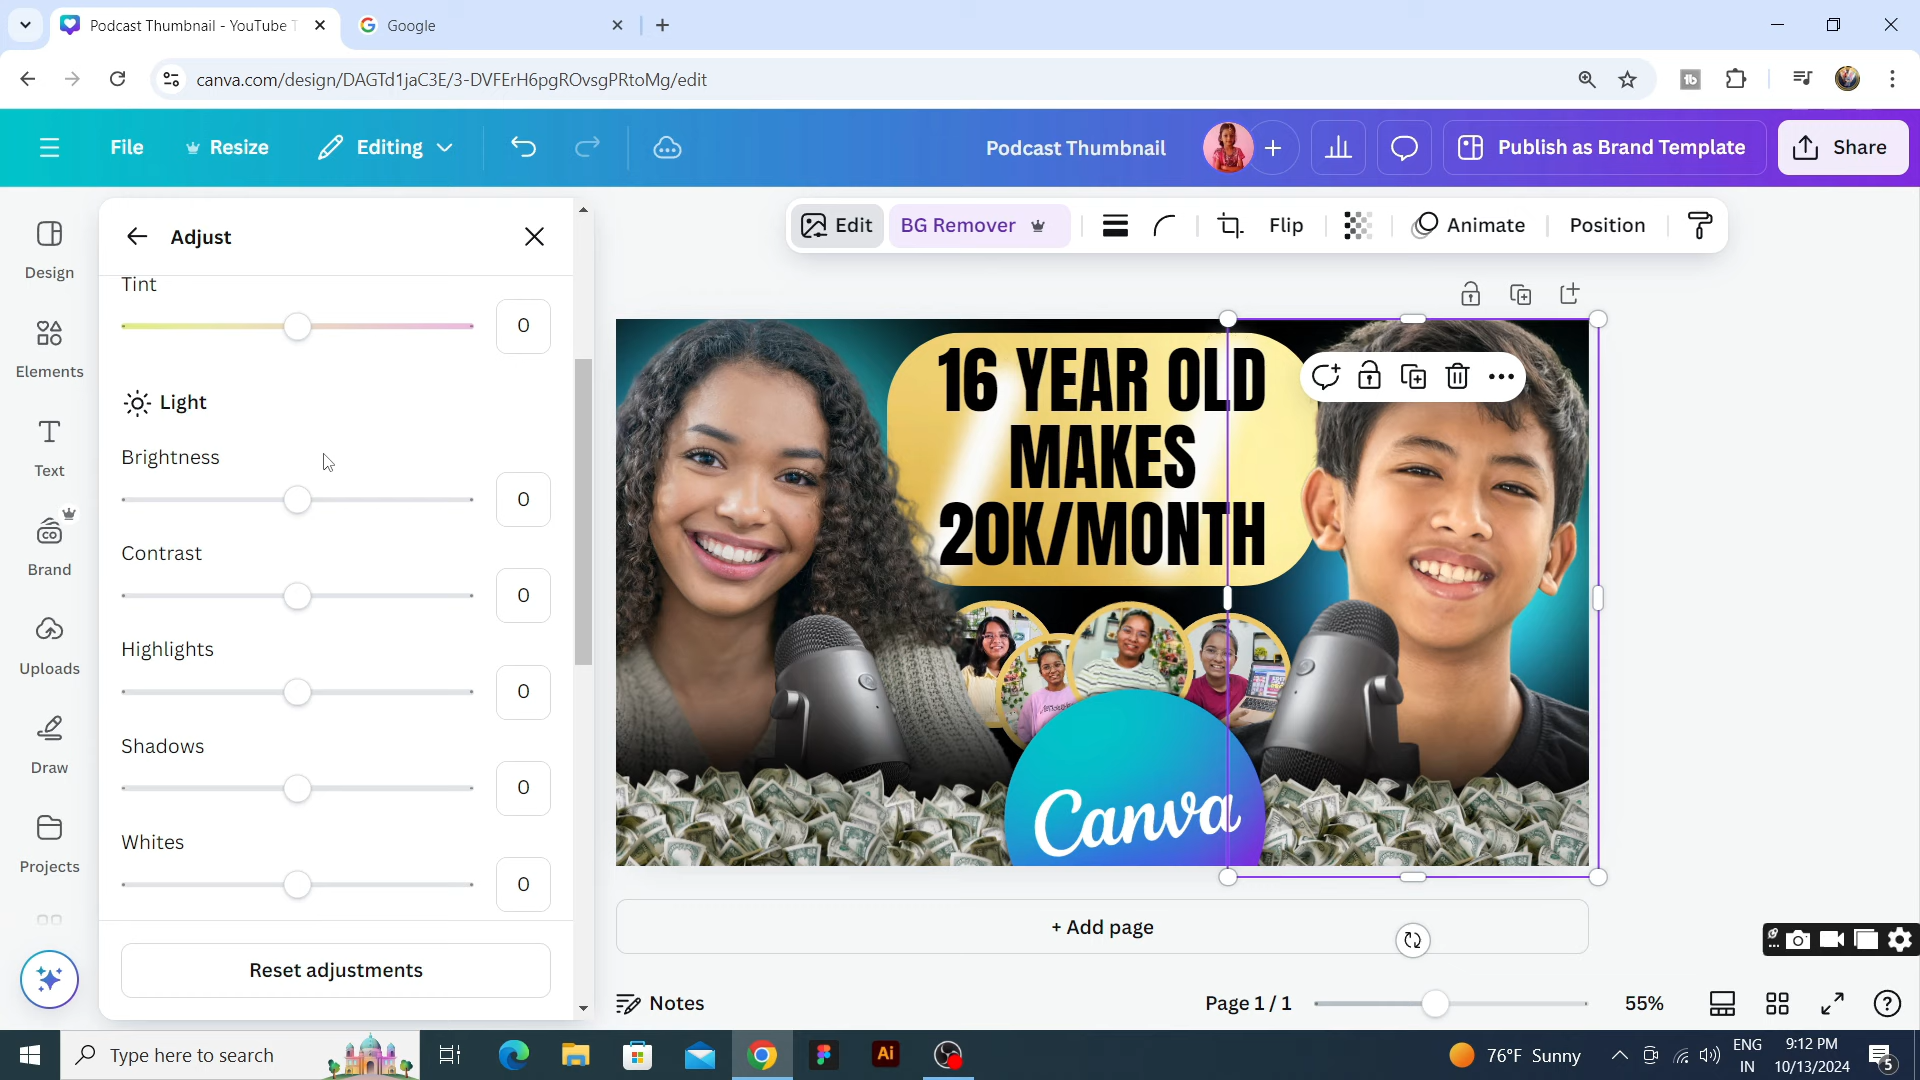 Podcast Thumbnail - YouTube T
Google
canva.com/design/DAGTd1jaC3E/3-DVFErH6pgROvsgPRtoMg/edit
File
Resize
Editing
Podcast Thumbnail
Publish as Brand Template
Share
Design
Elements
Text
Brand
Uploads
Draw
Projects
Adjust
Tint
0
Light
Brightness
0
Contrast
0
Highlights
0
Shadows
0
Whites
0
Reset adjustments
Edit
BG Remover
Flip
Animate
Position
16 YEAR OLD
MAKES
20K/MONTH
Canva
+ Add page
Notes
Page 1 / 1
55%
Type here to search
Ai
76°F Sunny
ENG
IN
9:12 PM
10/13/2024
5